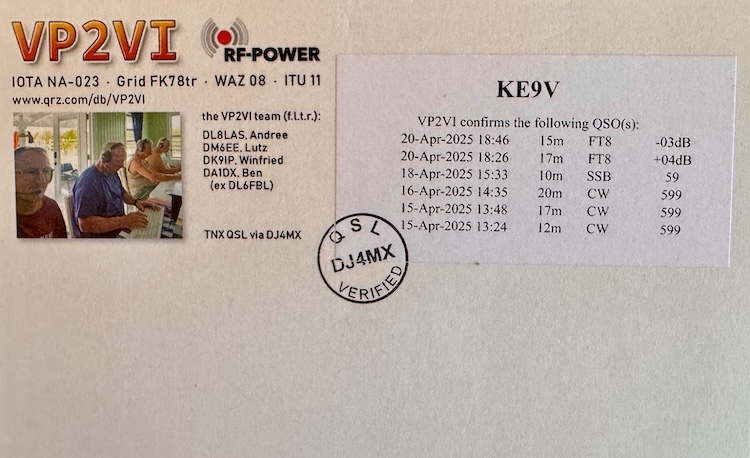 VP2VI
RF-POWER
IOTA NA-023 · Grid FK78tr · WAZ 08 · ITU 11
www.qrz.com/db/VP2VI
the VP2VI team (f.l.t.r.):
DL8LAS, Andree
DM6EE, Lutz
DK9IP, Winfried
DA1DX, Ben
(ex DL6FBL)
TNX QSL via DJ4MX
KE9V
VP2VI confirms the following QSO(s):
20-Apr-2025 18:46 15m FT8 -03dB
20-Apr-2025 18:26 17m FT8 +04dB
18-Apr-2025 15:33 10m SSB 59
16-Apr-2025 14:35 20m CW 599
15-Apr-2025 13:48 17m CW 599
15-Apr-2025 13:24 12m CW 599
QSL
DJ4MX
VERIFIED